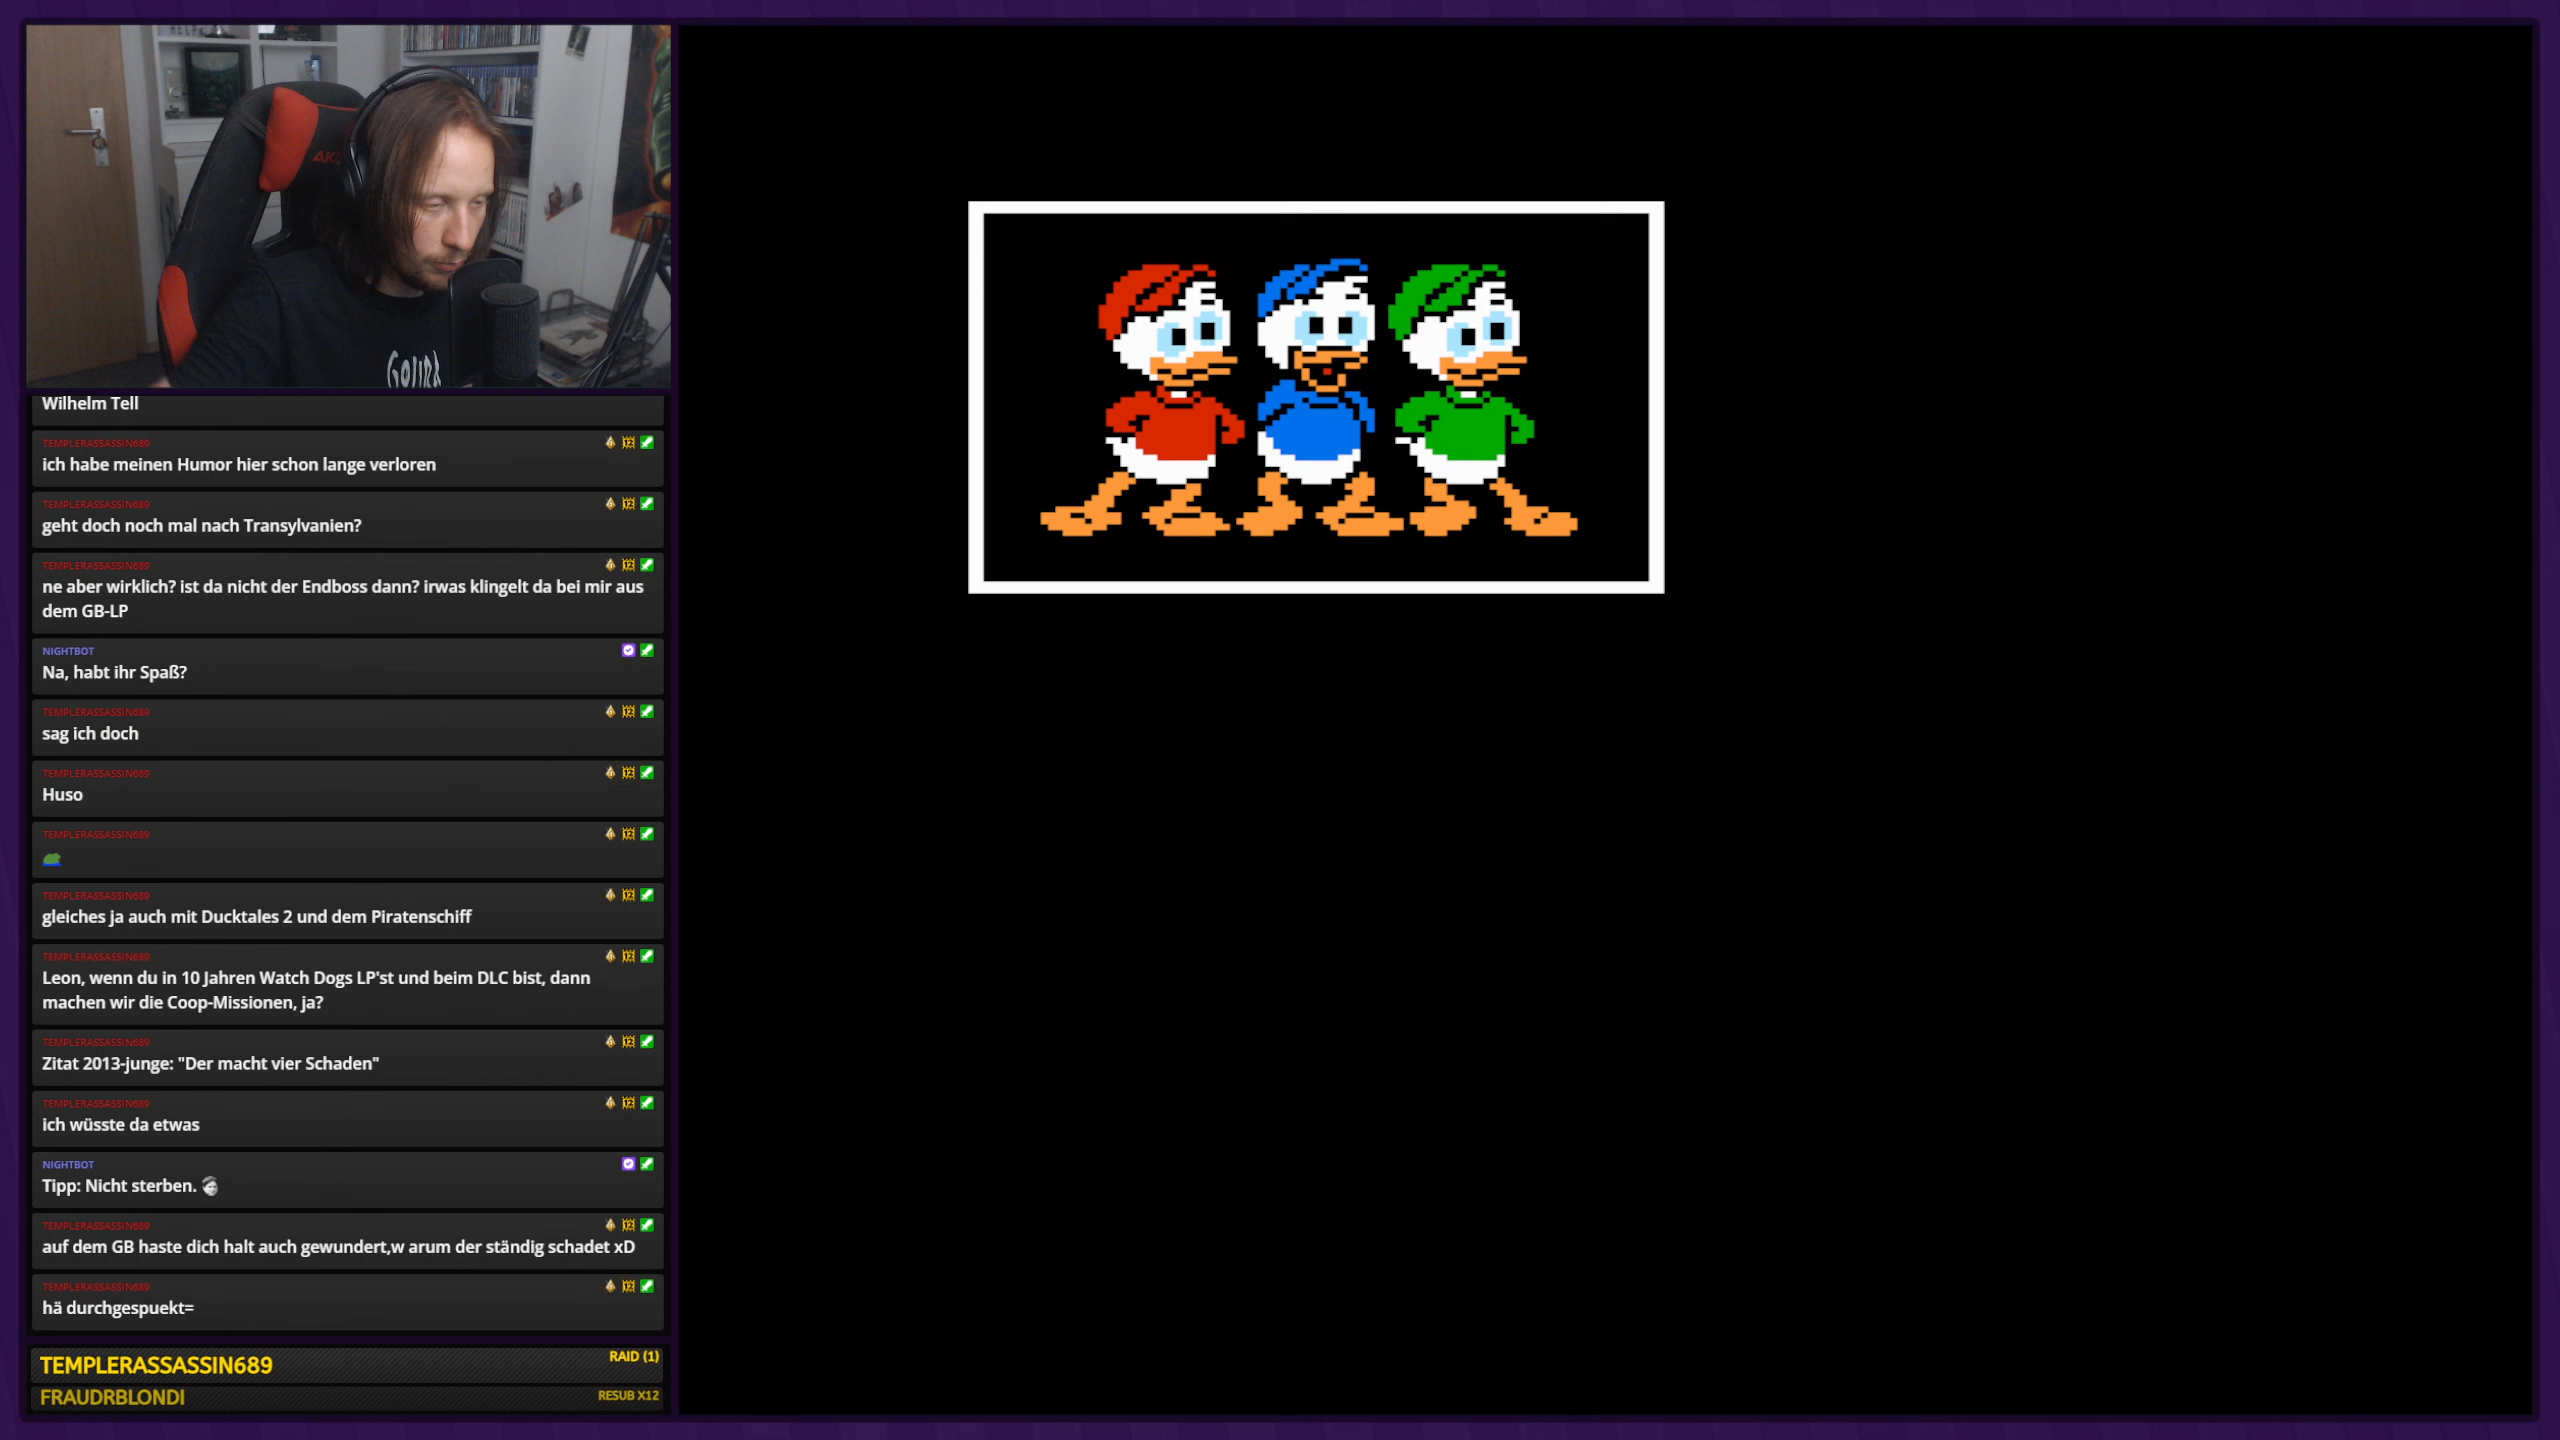 AK
GOJIRA
Wilhelm Tell
TEMPLERASSASSIN689
ich habe meinen Humor hier schon lange verloren
TEMPLERASSASSIN689
geht doch noch mal nach Transylvanien?
TEMPLERASSASSIN689
ne aber wirklich? ist da nicht der Endboss dann? irwas klingelt da bei mir aus
dem GB-LP
NIGHTBOT
Na, habt ihr Spaß?
TEMPLERASSASSIN689
sag ich doch
TEMPLERASSASSIN689
Huso
TEMPLERASSASSIN689
TEMPLERASSASSIN689
gleiches ja auch mit Ducktales 2 und dem Piratenschiff
TEMPLERASSASSIN689
Leon, wenn du in 10 Jahren Watch Dogs LP'st und beim DLC bist, dann
machen wir die Coop-Missionen, ja?
TEMPLERASSASSIN689
Zitat 2013-junge: "Der macht vier Schaden"
TEMPLERASSASSIN689
ich wüsste da etwas
NIGHTBOT
Tipp: Nicht sterben.
TEMPLERASSASSIN689
auf dem GB haste dich halt auch gewundert,w arum der ständig schadet xD
TEMPLERASSASSIN689
hä durchgespuekt=
TEMPLERASSASSIN689 RAID (1)
FRAUDRBLONDI RESUB X12